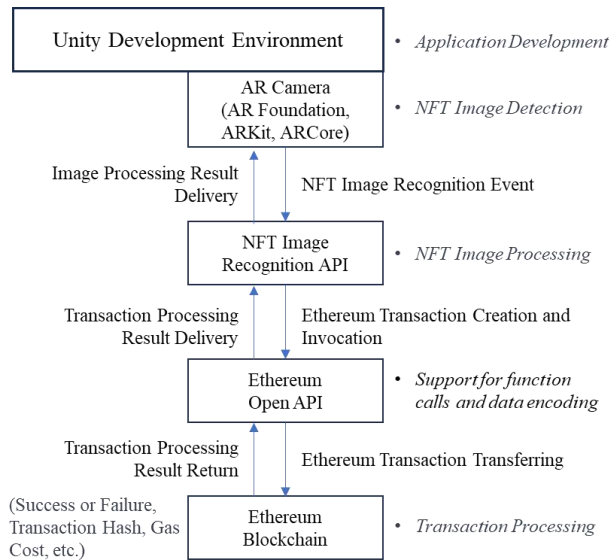 Unity Development Environment
• Application Development
AR Camera
(AR Foundation,
ARKit, ARCore)
• NFT Image Detection
Image Processing Result
Delivery
NFT Image Recognition Event
NFT Image
Recognition API
• NFT Image Processing
Transaction Processing
Result Delivery
Ethereum Transaction Creation and
Invocation
Ethereum
Open API
• Support for function
calls and data encoding
Transaction Processing
Result Return
Ethereum Transaction Transferring
(Success or Failure,
Transaction Hash, Gas
Cost, etc.)
Ethereum
Blockchain
• Transaction Processing